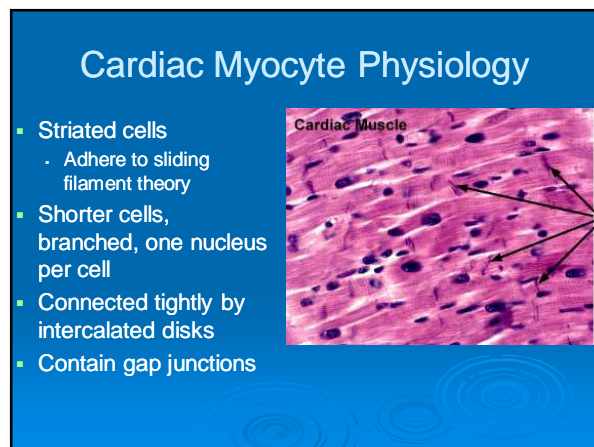 Cardiac Myocyte Physiology
Striated cells
Adhere to sliding
filament theory
Shorter cells,
branched, one nucleus
per cell
Connected tightly by
intercalated disks
Contain gap junctions
Cardiac Muscle